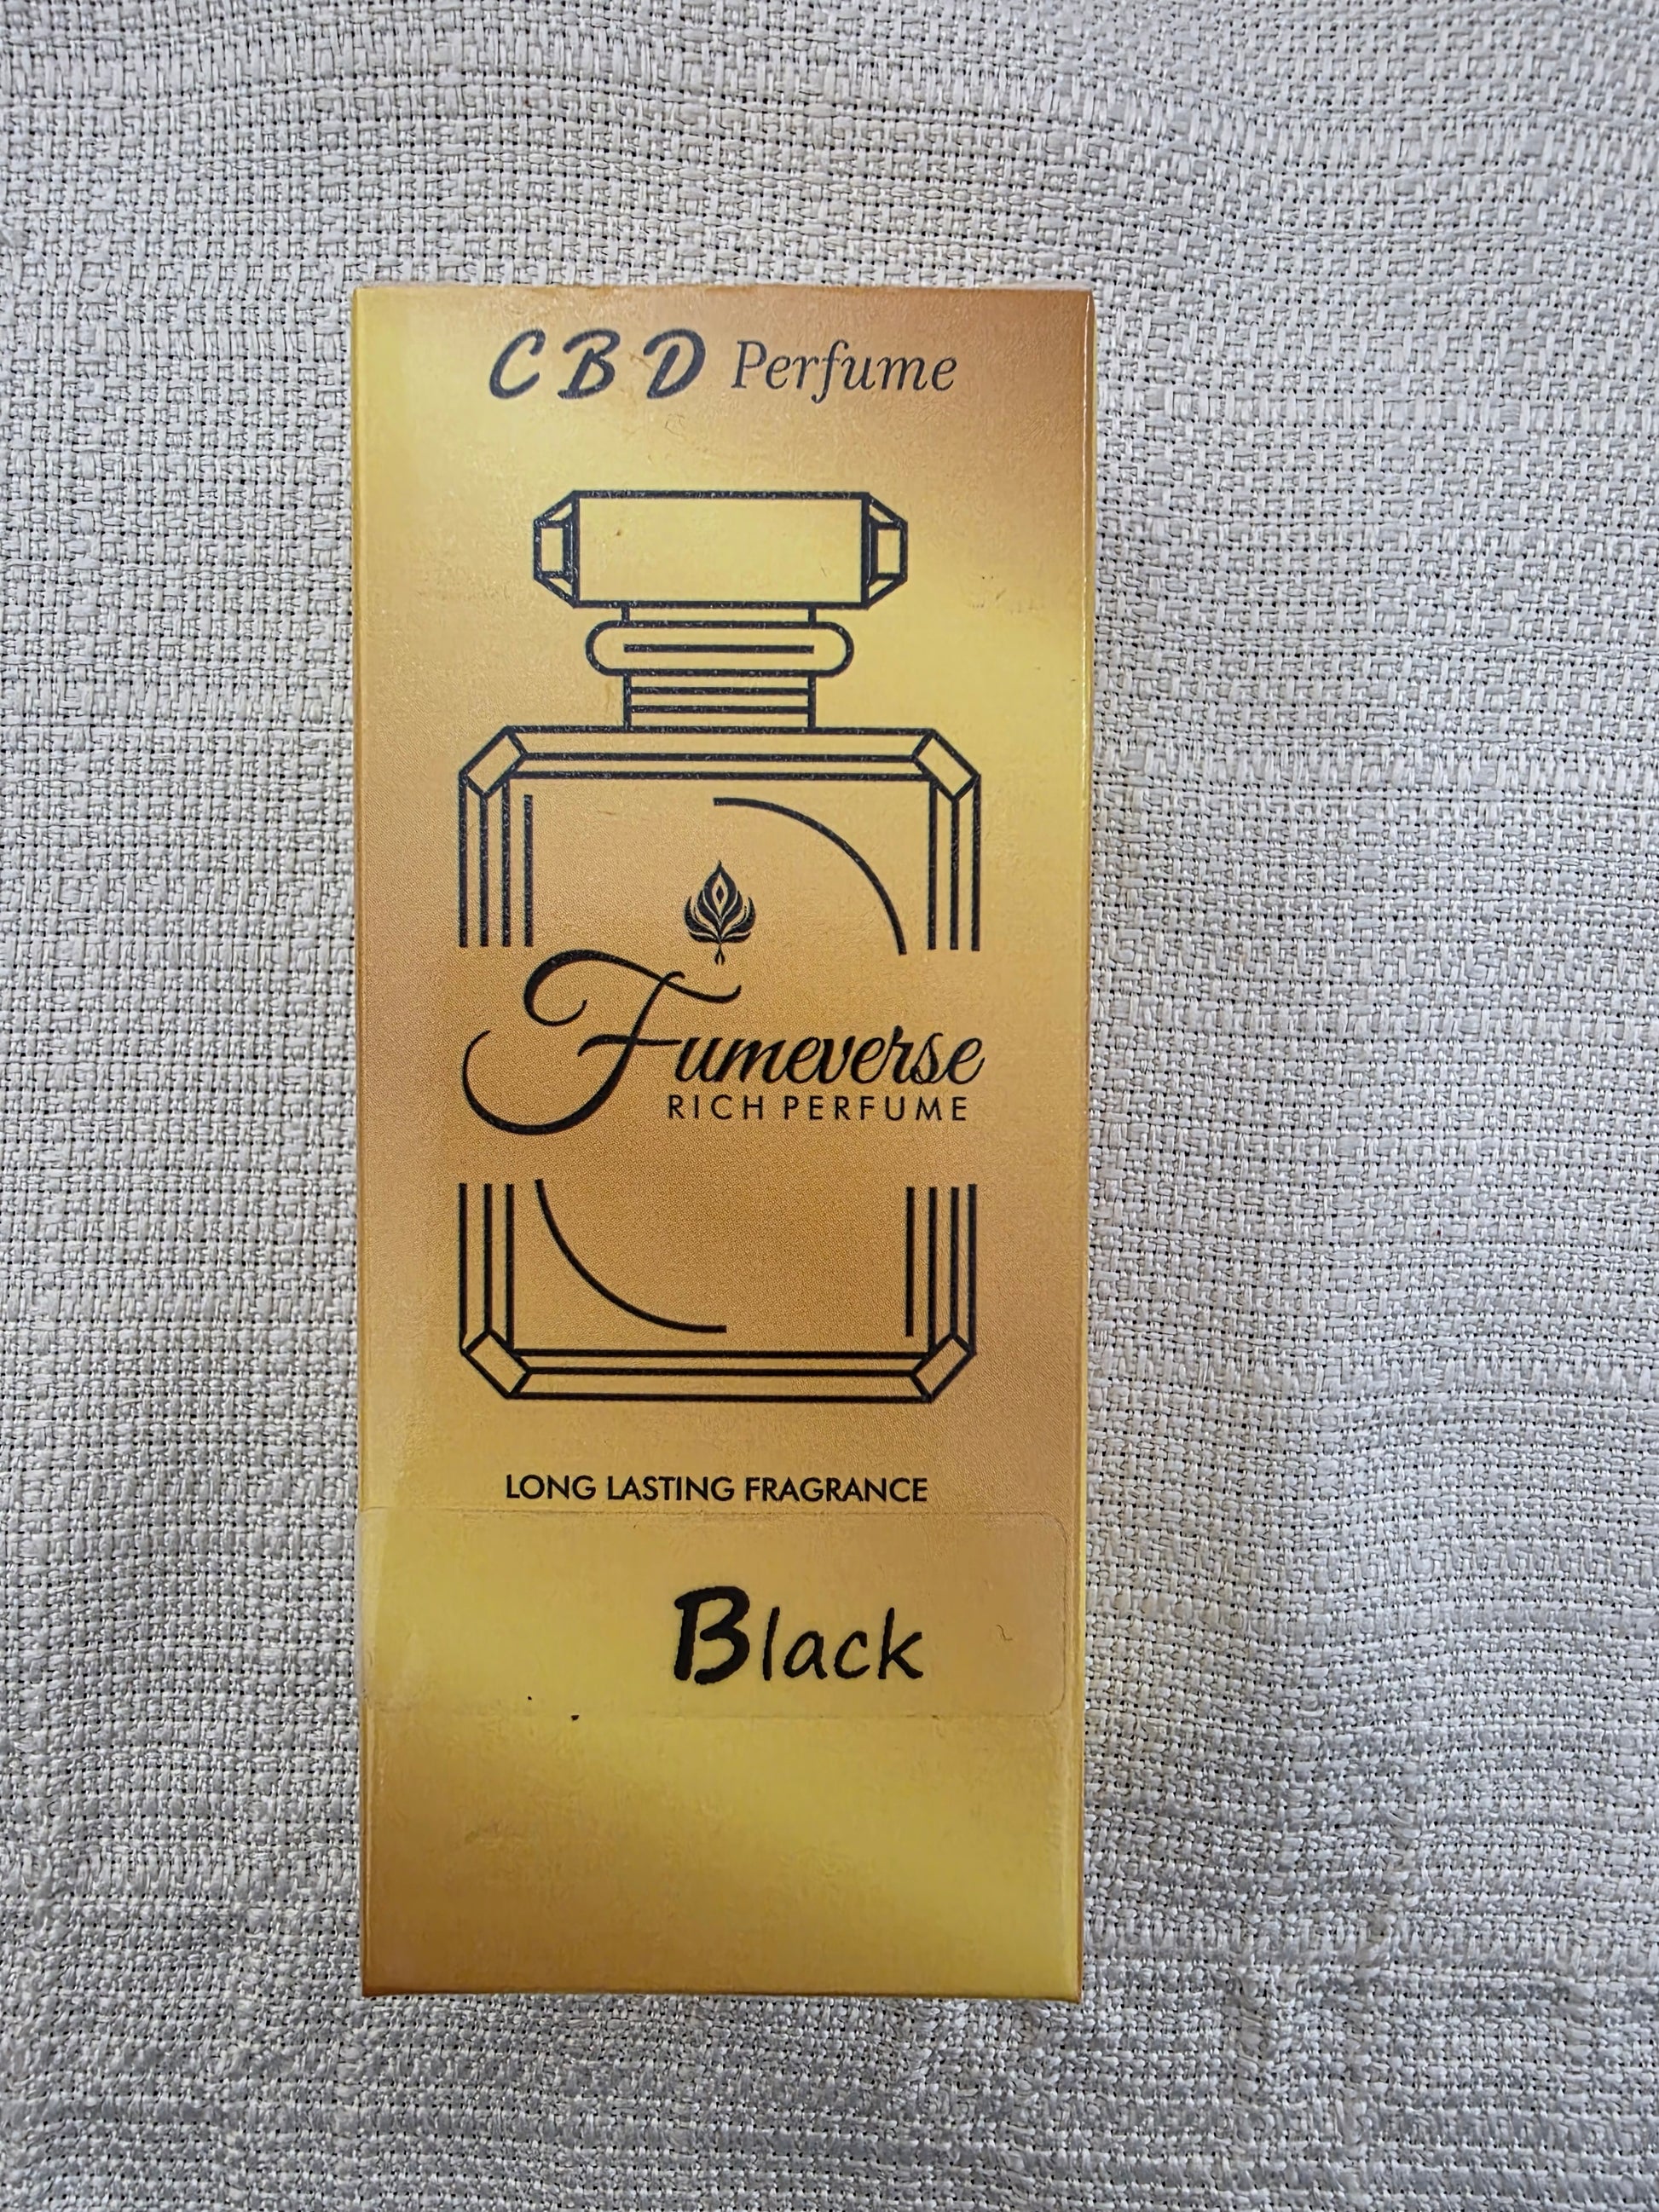 CBD Perfume
Fumeverse
RICH PERFUME
LONG LASTING FRAGRANCE
Black